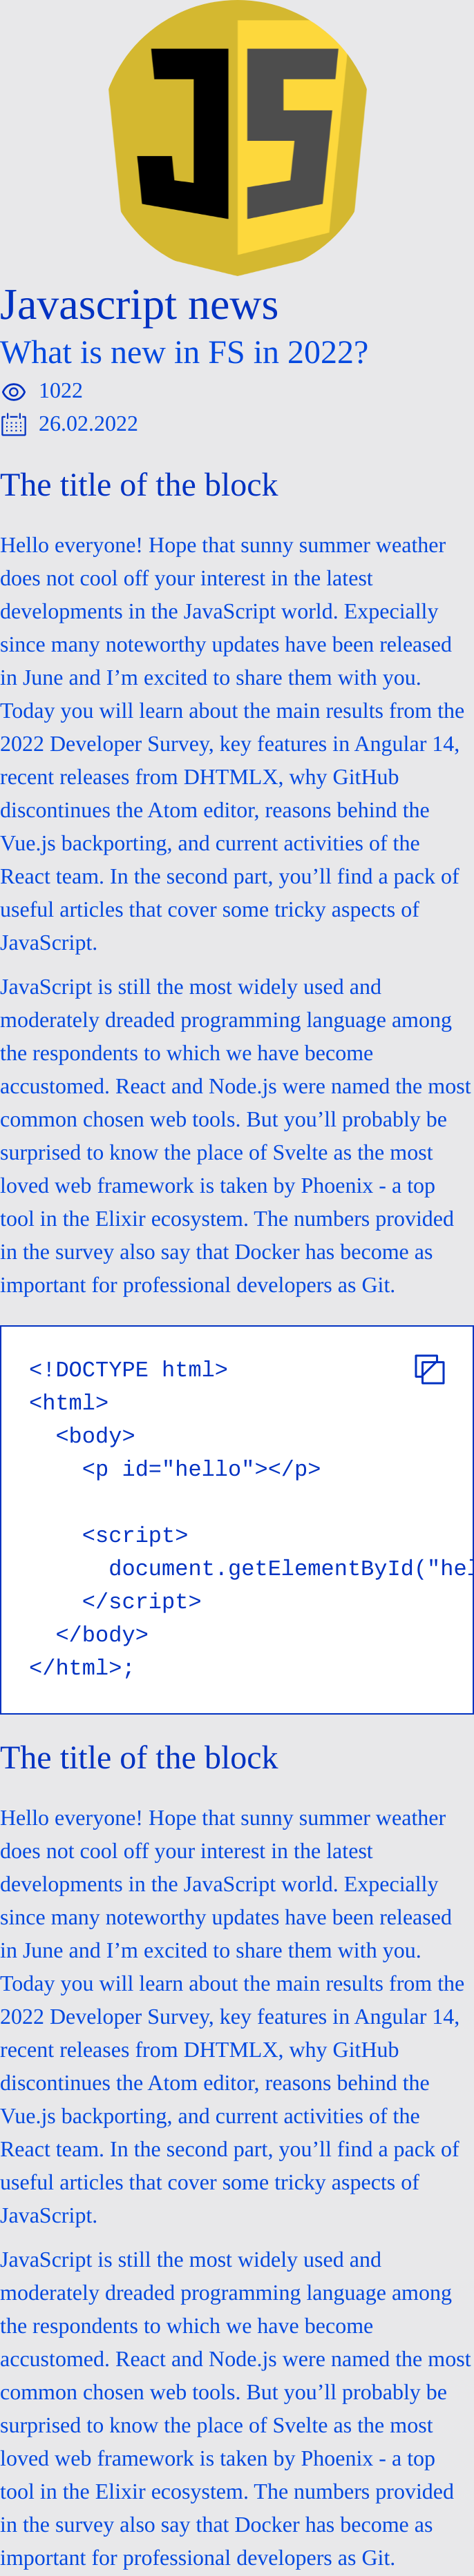 JS
Javascript news
What is new in FS in 2022?
1022
26.02.2022
The title of the block
Hello everyone! Hope that sunny summer weather
does not cool off your interest in the latest
developments in the JavaScript world. Expecially
since many noteworthy updates have been released
in June and I’m excited to share them with you.
Today you will learn about the main results from the
2022 Developer Survey, key features in Angular 14,
recent releases from DHTMLX, why GitHub
discontinues the Atom editor, reasons behind the
Vue.js backporting, and current activities of the
React team. In the second part, you’ll find a pack of
useful articles that cover some tricky aspects of
JavaScript.
JavaScript is still the most widely used and
moderately dreaded programming language among
the respondents to which we have become
accustomed. React and Node.js were named the most
common chosen web tools. But you’ll probably be
surprised to know the place of Svelte as the most
loved web framework is taken by Phoenix - a top
tool in the Elixir ecosystem. The numbers provided
in the survey also say that Docker has become as
important for professional developers as Git.
<!DOCTYPE html>
<html>
  <body>
    <p id="hello"></p>
    <script>
      document.getElementById("hel
    </script>
  </body>
</html>;
The title of the block
Hello everyone! Hope that sunny summer weather
does not cool off your interest in the latest
developments in the JavaScript world. Expecially
since many noteworthy updates have been released
in June and I’m excited to share them with you.
Today you will learn about the main results from the
2022 Developer Survey, key features in Angular 14,
recent releases from DHTMLX, why GitHub
discontinues the Atom editor, reasons behind the
Vue.js backporting, and current activities of the
React team. In the second part, you’ll find a pack of
useful articles that cover some tricky aspects of
JavaScript.
JavaScript is still the most widely used and
moderately dreaded programming language among
the respondents to which we have become
accustomed. React and Node.js were named the most
common chosen web tools. But you’ll probably be
surprised to know the place of Svelte as the most
loved web framework is taken by Phoenix - a top
tool in the Elixir ecosystem. The numbers provided
in the survey also say that Docker has become as
important for professional developers as Git.